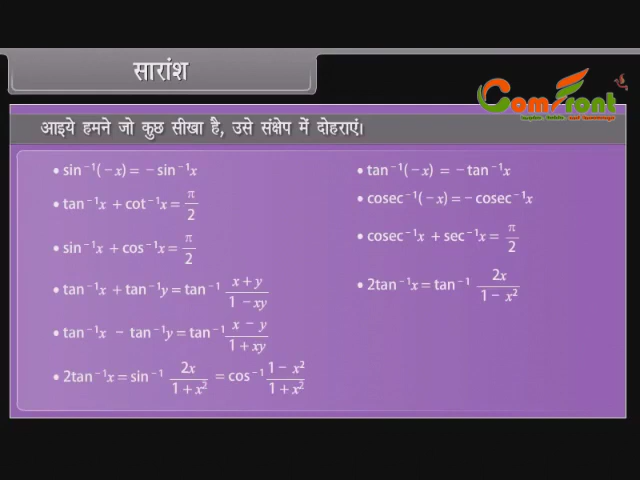 सारांश
ComFront
आइये हमने जो कुछ सीखा है, उसे संक्षेप में दोहराएं।
• sin⁻¹(−x) = −sin⁻¹x
• tan⁻¹x + cot⁻¹x = π/2
• sin⁻¹x + cos⁻¹x = π/2
• tan⁻¹x + tan⁻¹y = tan⁻¹ (x + y)/(1 − xy)
• tan⁻¹x − tan⁻¹y = tan⁻¹ (x − y)/(1 + xy)
• 2tan⁻¹x = sin⁻¹ 2x/(1 + x²) = cos⁻¹ (1 − x²)/(1 + x²)
• tan⁻¹(−x) = −tan⁻¹x
• cosec⁻¹(−x) = −cosec⁻¹x
• cosec⁻¹x + sec⁻¹x = π/2
• 2tan⁻¹x = tan⁻¹ 2x/(1 − x²)